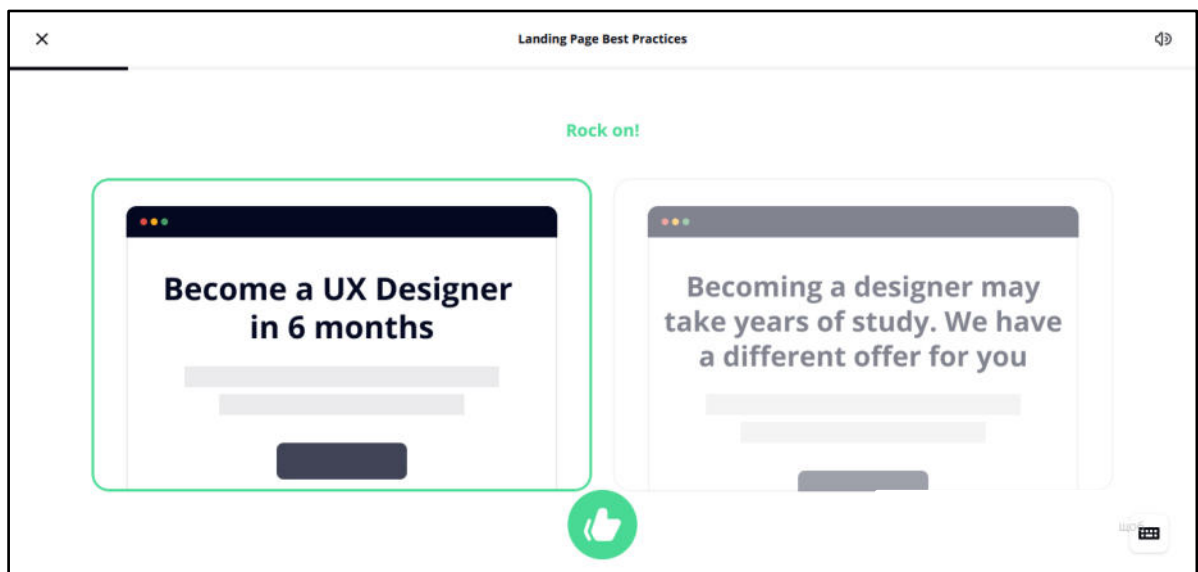 Landing Page Best Practices
Rock on!
Become a UX Designer
in 6 months
Becoming a designer may
take years of study. We have
a different offer for you
щоб